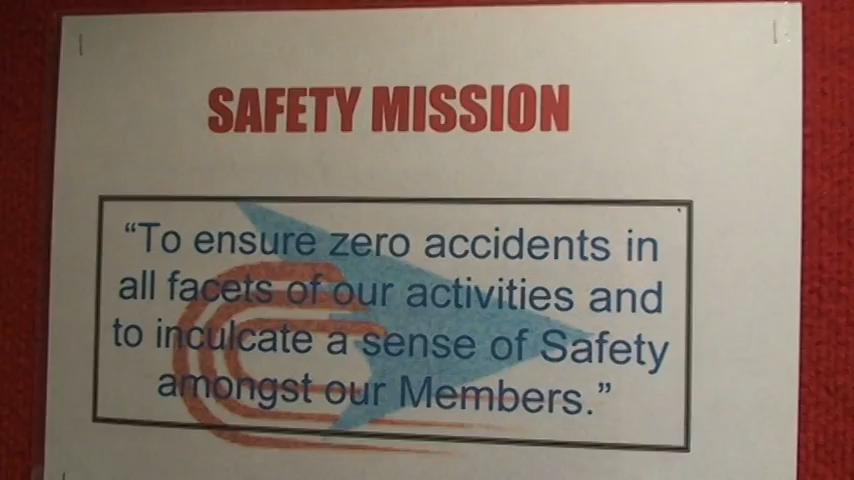 SAFETY MISSION
“To ensure zero accidents in
all facets of our activities and
to inculcate a sense of Safety
amongst our Members.”